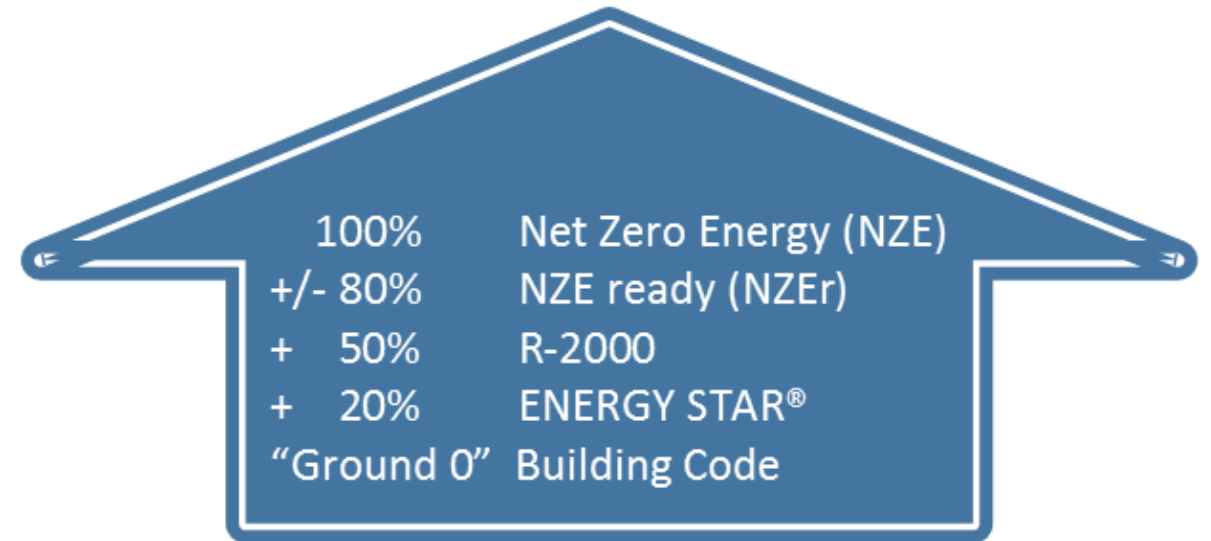 100% Net Zero Energy (NZE)
+/- 80% NZE ready (NZEr)
+ 50% R-2000
+ 20% ENERGY STAR®
“Ground 0” Building Code